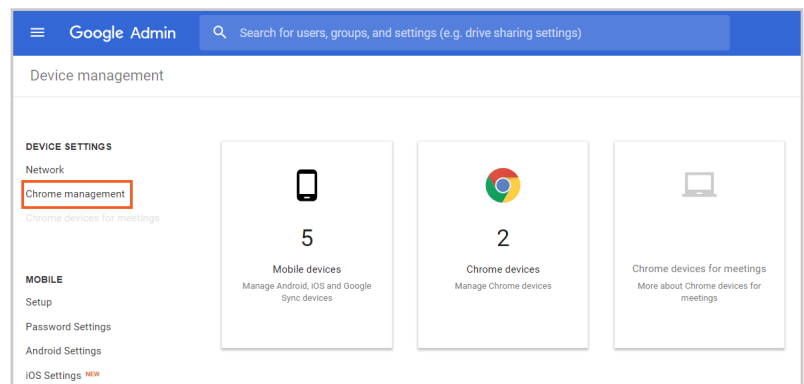 Google Admin
Search for users, groups, and settings (e.g. drive sharing settings)
Device management
DEVICE SETTINGS
Network
Chrome management
Chrome devices for meetings
MOBILE
Setup
Password Settings
Android Settings
iOS Settings NEW
5
Mobile devices
Manage Android, iOS and Google
Sync devices
2
Chrome devices
Manage Chrome devices
Chrome devices for meetings
More about Chrome devices for
meetings